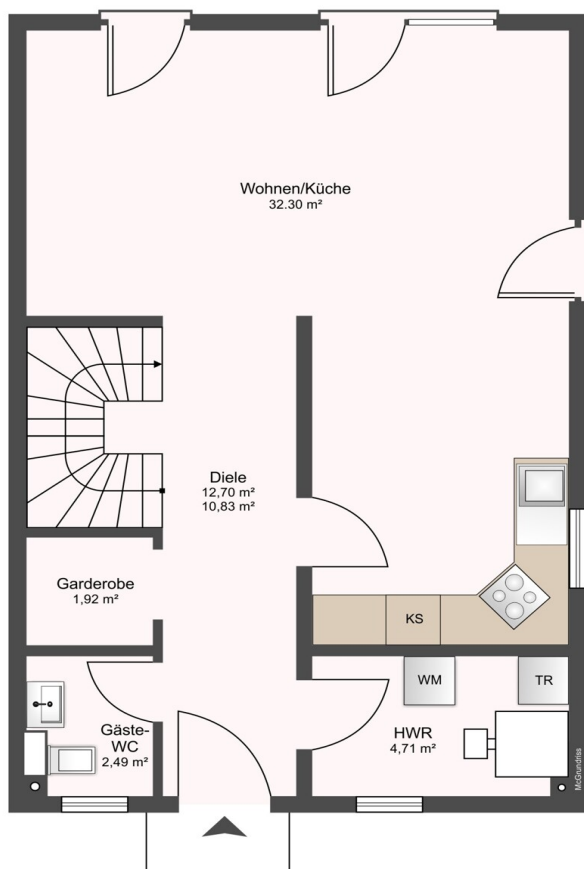 Wohnen/Küche
32.30 m²
Diele
12,70 m²
10,83 m²
Garderobe
1,92 m²
KS
WM
TR
Gäste-
WC
2,49 m²
HWR
4,71 m²
McGrundriss